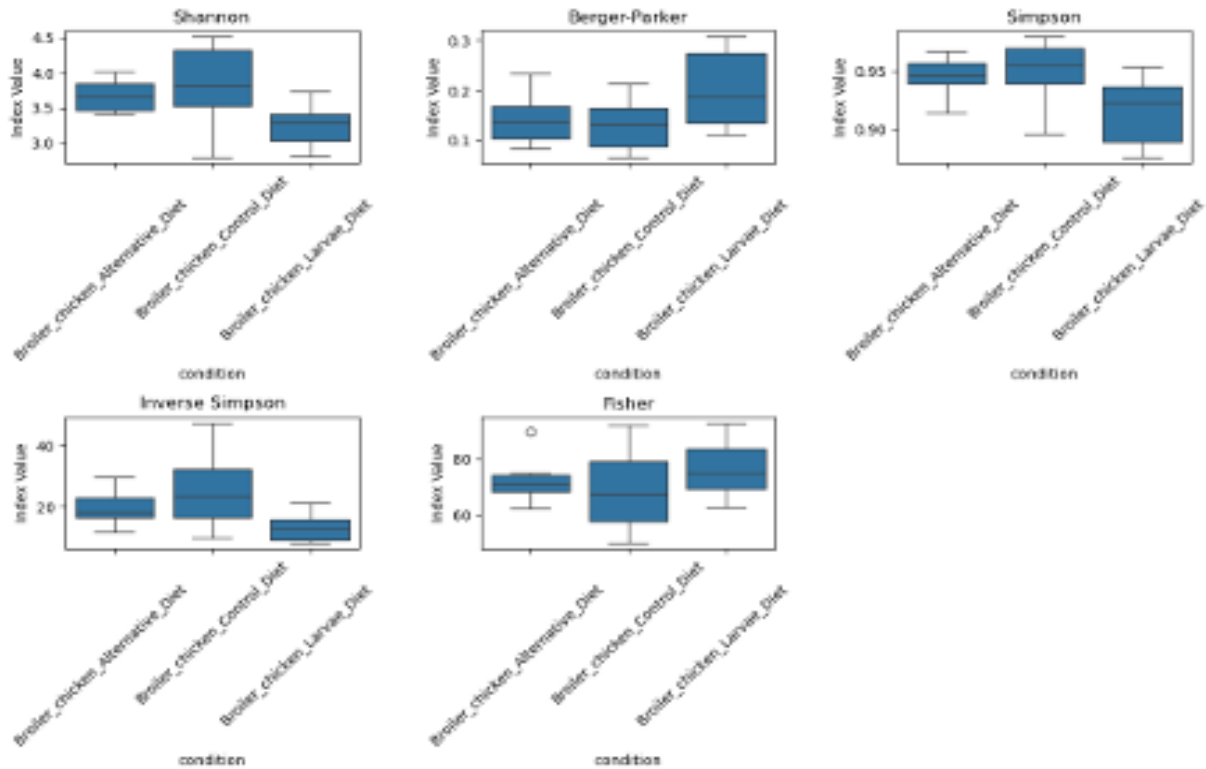 Shannon
Index Value
4.5
4.0
3.5
3.0
Broiler_chicken_Alternative_Diet
Broiler_chicken_Control_Diet
Broiler_chicken_Larvae_Diet
condition
Berger-Parker
Index Value
0.3
0.2
0.1
Broiler_chicken_Alternative_Diet
Broiler_chicken_Control_Diet
Broiler_chicken_Larvae_Diet
condition
Simpson
Index Value
0.95
0.90
Broiler_chicken_Alternative_Diet
Broiler_chicken_Control_Diet
Broiler_chicken_Larvae_Diet
condition
Inverse Simpson
Index Value
40
20
Broiler_chicken_Alternative_Diet
Broiler_chicken_Control_Diet
Broiler_chicken_Larvae_Diet
condition
Fisher
Index Value
80
60
Broiler_chicken_Alternative_Diet
Broiler_chicken_Control_Diet
Broiler_chicken_Larvae_Diet
condition